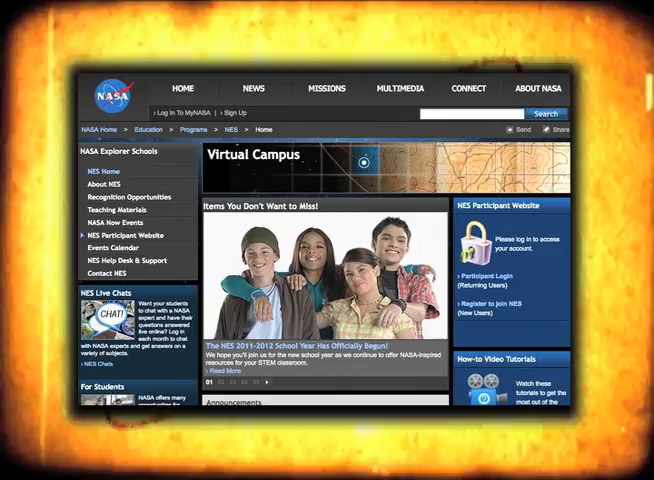 NASA
HOME NEWS MISSIONS MULTIMEDIA CONNECT ABOUT NASA
› Log In To MyNASA | › Sign Up
Search
NASA Home > Education > Programs > NES > Home
Send Share
NASA Explorer Schools
NES Home
About NES
Recognition Opportunities
Teaching Materials
NASA Now Events
NES Participant Website
Events Calendar
NES Help Desk & Support
Contact NES
NES Live Chats
CHAT!
Want your students
to chat with a
NASA expert and
have their questions
answered
live online? Log in
each month to chat
with NASA experts and get answers on a
variety of subjects.
› NES Chats
For Students
NASA offers many
opportunities for
Virtual Campus
Items You Don't Want to Miss!
The NES 2011-2012 School Year Has Officially Begun!
We hope you'll join us for the new school year as we continue to offer NASA-inspired
resources for your STEM classroom.
› Read More
01 02 03 04 05
Announcements
NES Participant Website
Please log in to access
your account.
› Participant Login
(Returning Users)
› Register to join NES
(New Users)
How-to Video Tutorials
Watch these
tutorials to get the
most out of the